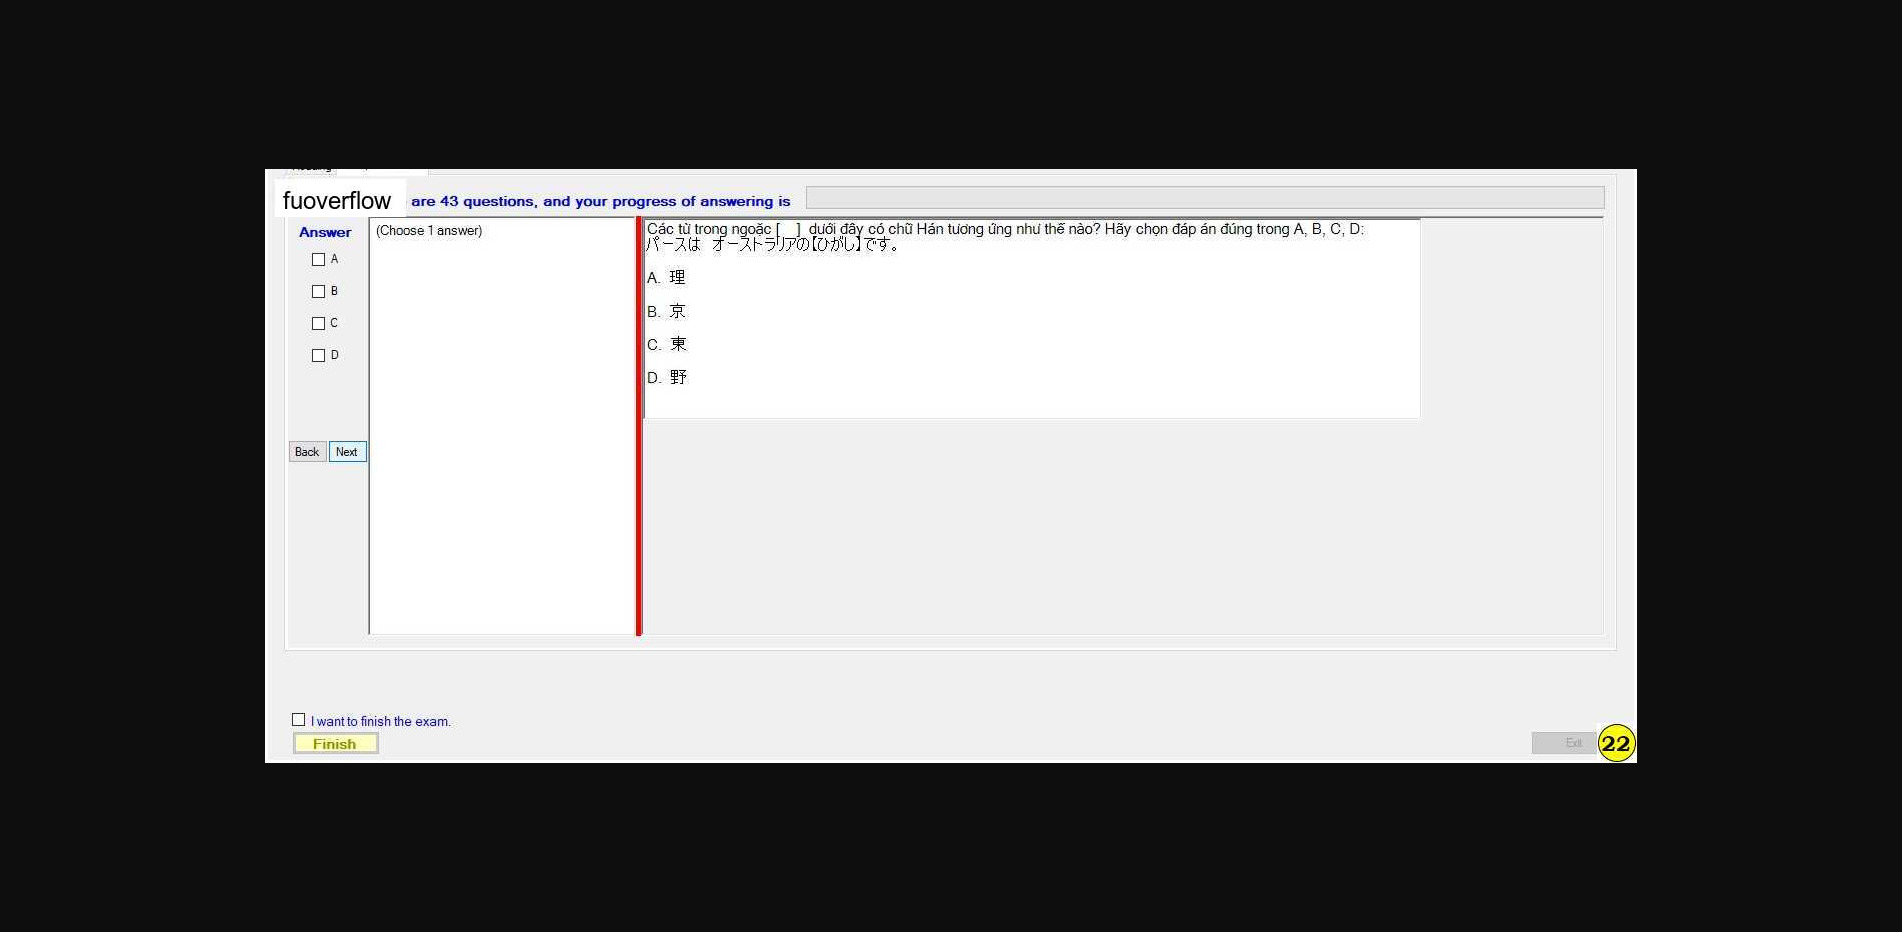 fuoverflow are 43 questions, and your progress of answering is
Answer
(Choose 1 answer)
A
B
C
D
Back Next
Các từ trong ngoặc [ ] dưới đây có chữ Hán tương ứng như thế nào? Hãy chọn đáp án đúng trong A, B, C, D:
パースは オーストラリアの【ひがし】です。
A. 理
B. 京
C. 東
D. 野
I want to finish the exam.
Finish
Exit
22